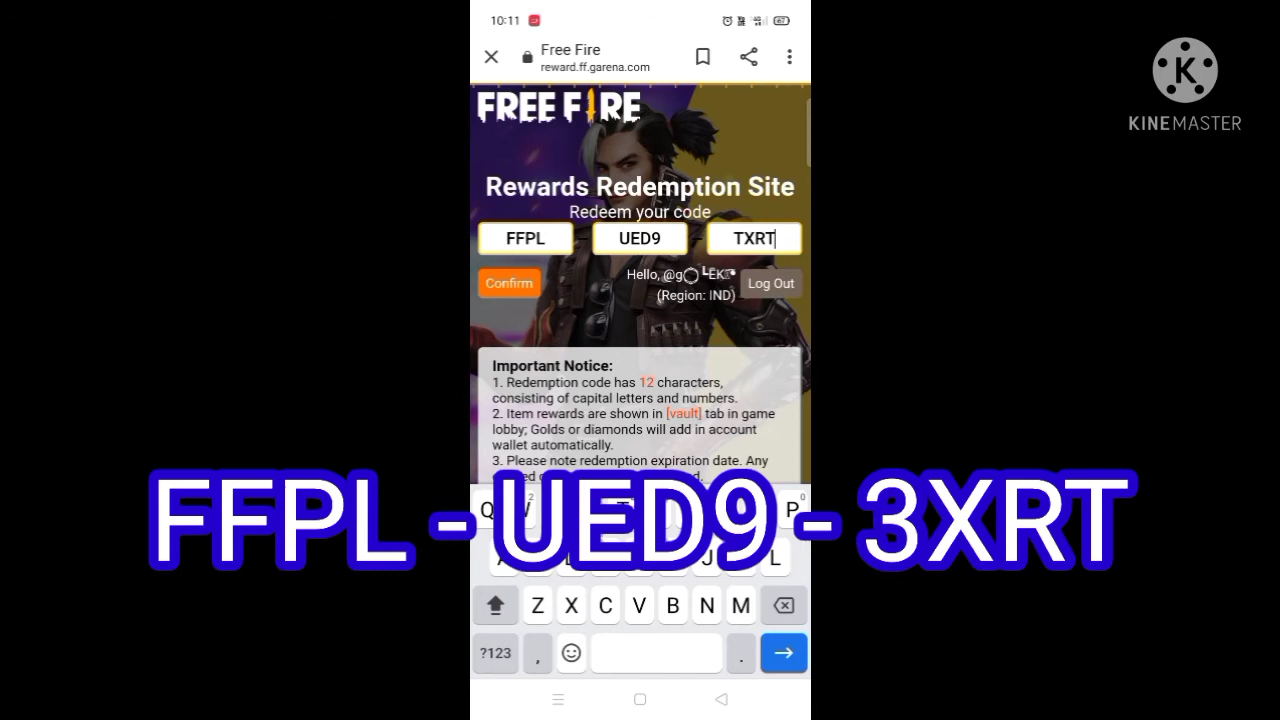 10:11
67
Free Fire
reward.ff.garena.com
FREE FIRE
Rewards Redemption Site
Redeem your code
FFPL - UED9 - TXRT
Confirm
Hello,
(Region: IND)
Log Out
Important Notice:
1. Redemption code has 12 characters,
consisting of capital letters and numbers.
2. Item rewards are shown in [vault] tab in game
lobby; Golds or diamonds will add in account
wallet automatically.
3. Please note redemption expiration date. Any
FFPL - UED9 - 3XRT
Q T P
J L
Z X C V B N M
?123 , .
K
KINEMASTER